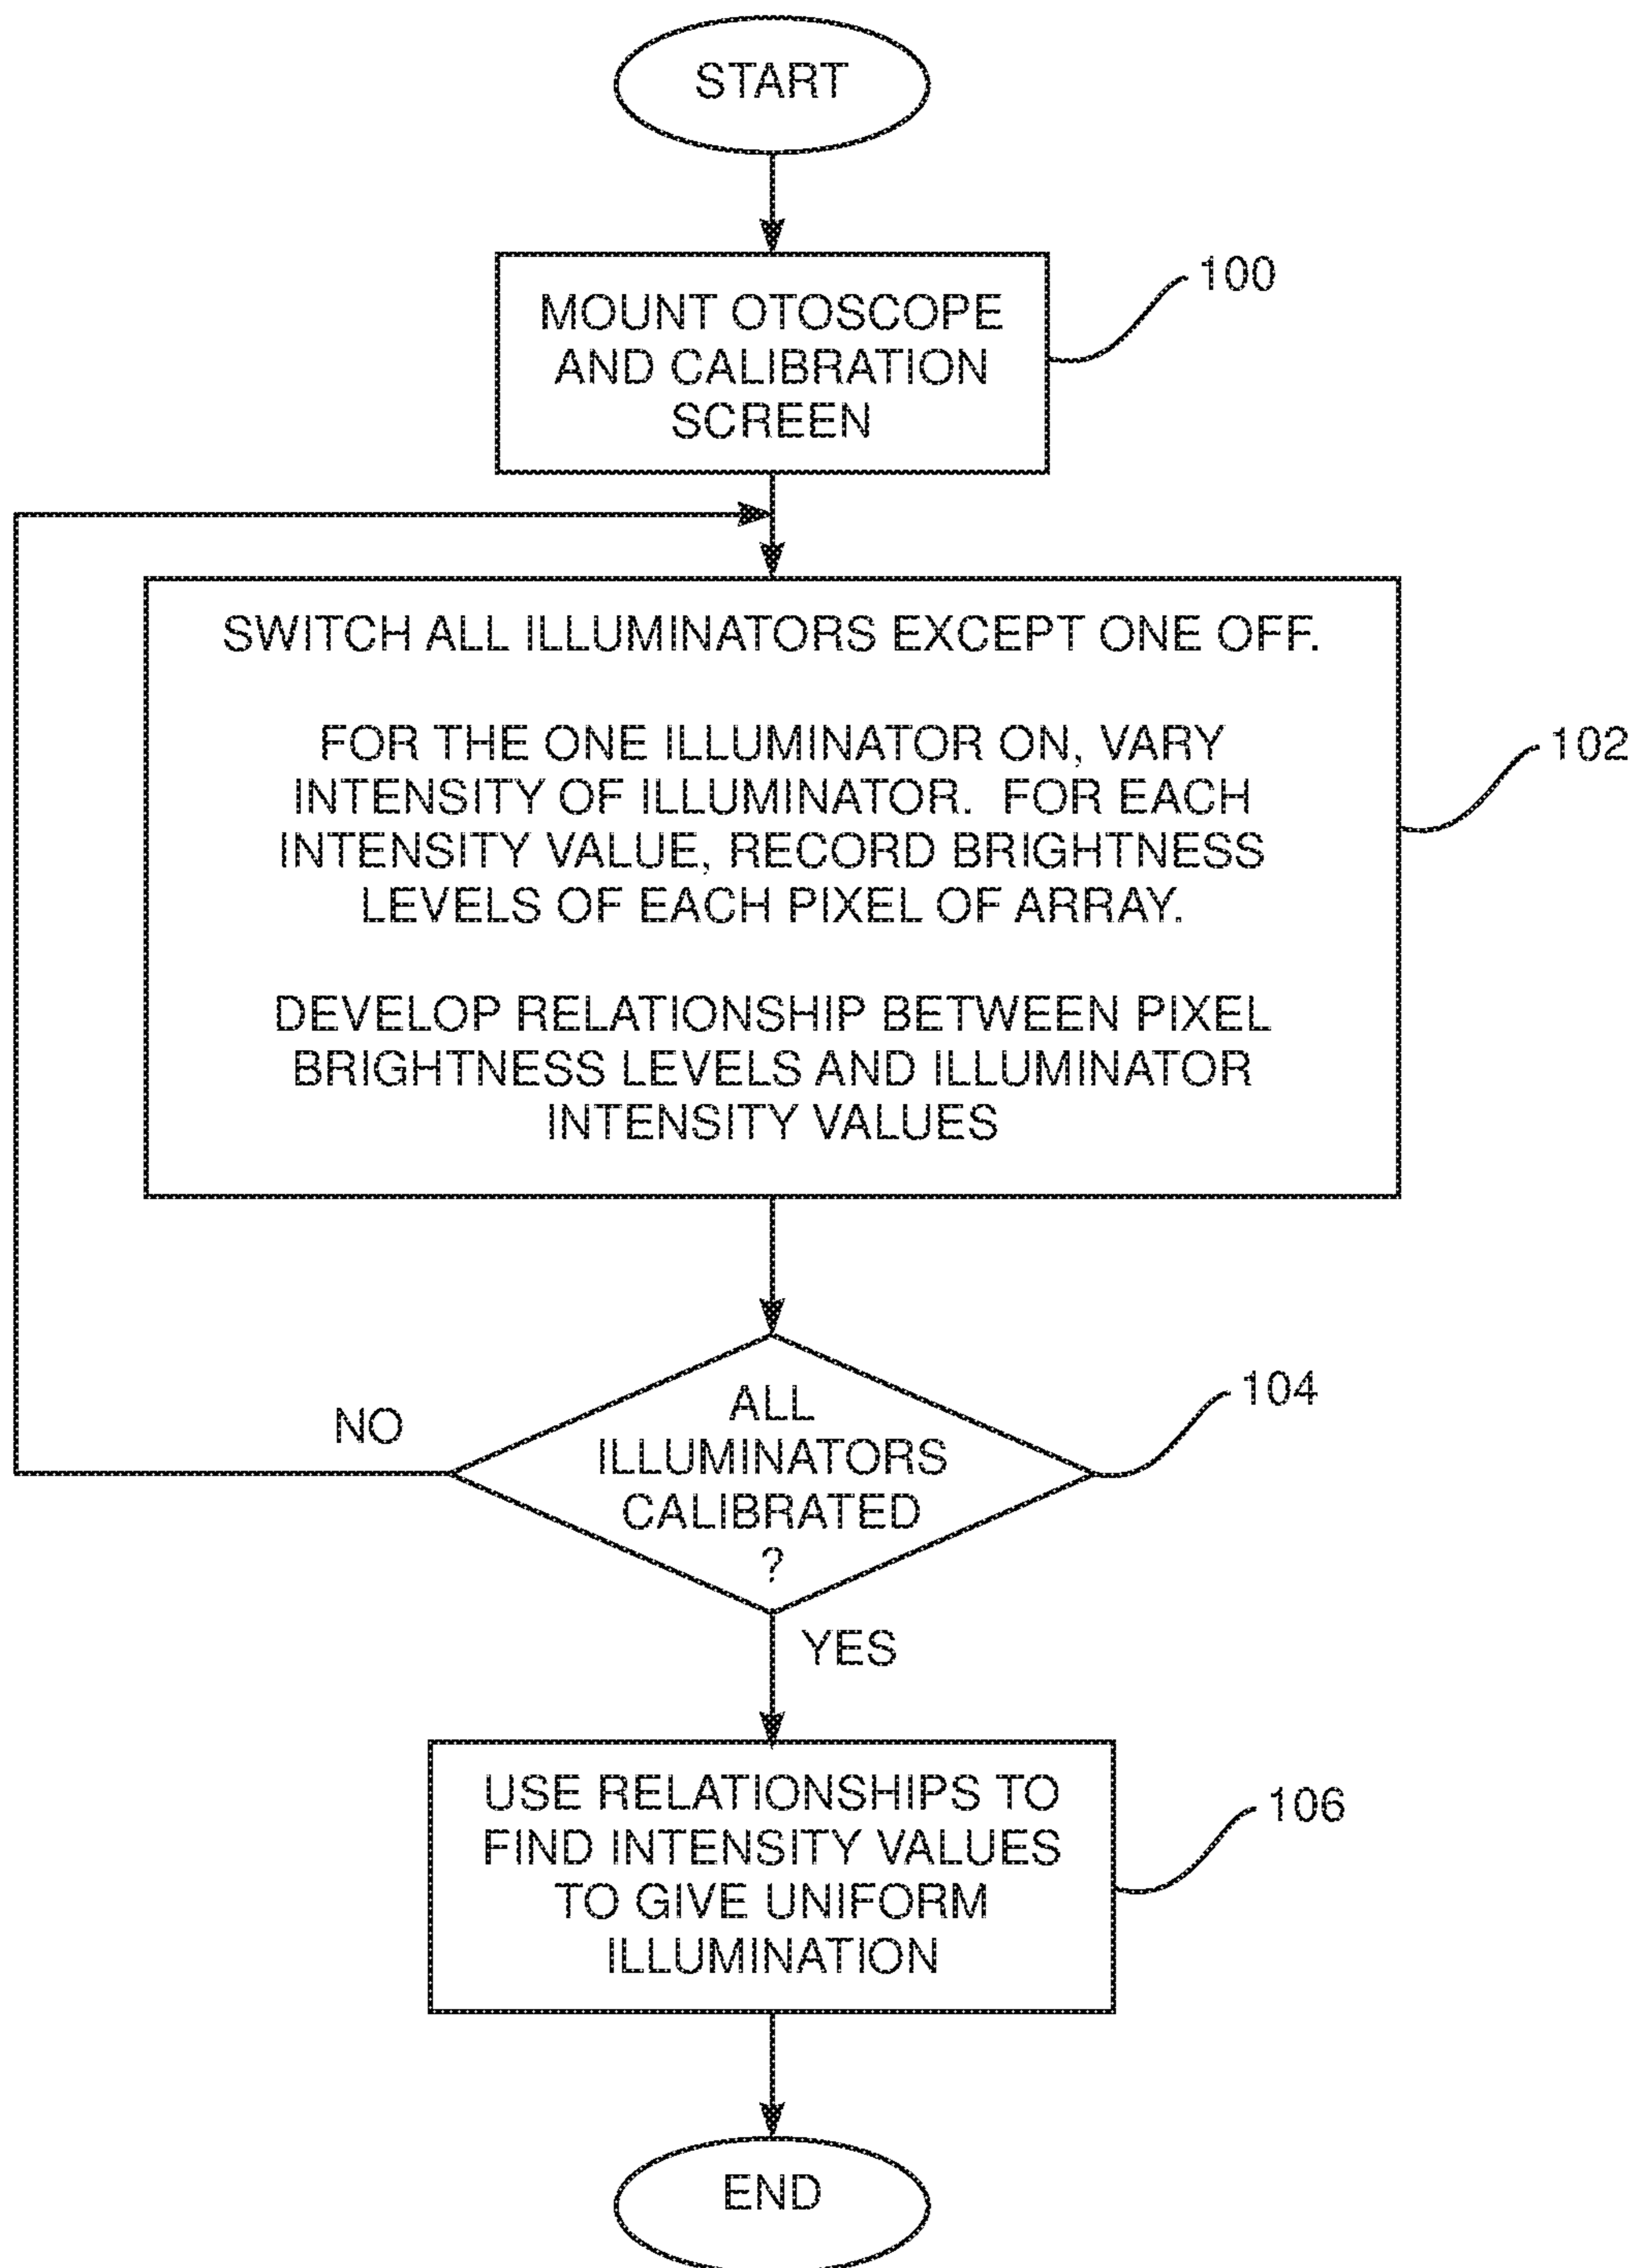 START
MOUNT OTOSCOPE
AND CALIBRATION
SCREEN
100
SWITCH ALL ILLUMINATORS EXCEPT ONE OFF.
FOR THE ONE ILLUMINATOR ON, VARY
INTENSITY OF ILLUMINATOR. FOR EACH
INTENSITY VALUE, RECORD BRIGHTNESS
LEVELS OF EACH PIXEL OF ARRAY.
DEVELOP RELATIONSHIP BETWEEN PIXEL
BRIGHTNESS LEVELS AND ILLUMINATOR
INTENSITY VALUES
102
ALL
ILLUMINATORS
CALIBRATED
?
104
NO
YES
USE RELATIONSHIPS TO
FIND INTENSITY VALUES
TO GIVE UNIFORM
ILLUMINATION
106
END